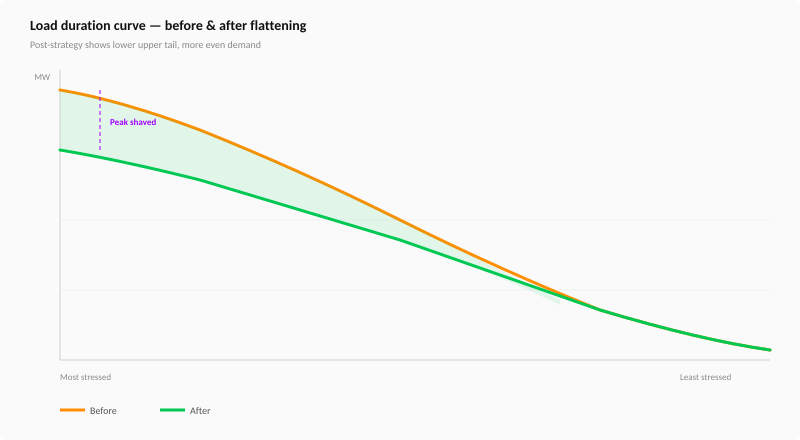 Load duration curve — before & after flattening
Post-strategy shows lower upper tail, more even demand
MW
Peak shaved
Most stressed
Least stressed
Before
After